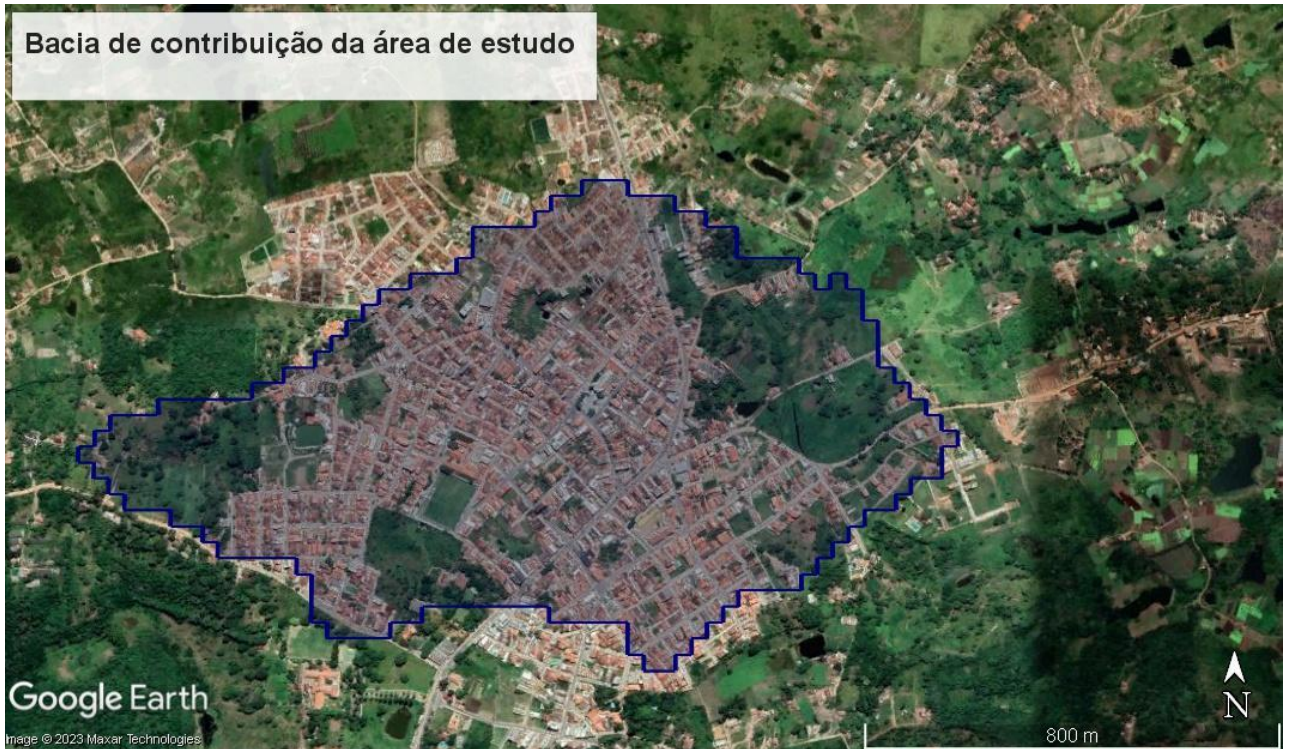 Bacia de contribuição da área de estudo
Google Earth
Image © 2023 Maxar Technologies
800 m
N